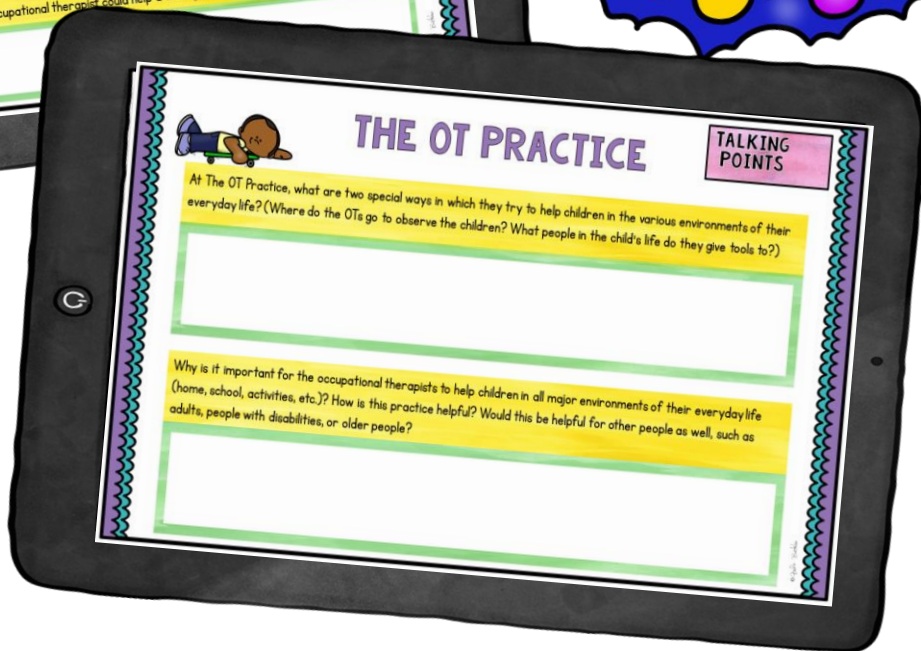 cupational therapist could help
THE OT PRACTICE
TALKING
POINTS
At The OT Practice, what are two special ways in which they try to help children in the various environments of their
everyday life? (Where do the OTs go to observe the children? What people in the child's life do they give tools to?)
Why is it important for the occupational therapists to help children in all major environments of their everyday life
(home, school, activities, etc.)? How is this practice helpful? Would this be helpful for other people as well, such as
adults, people with disabilities, or older people?